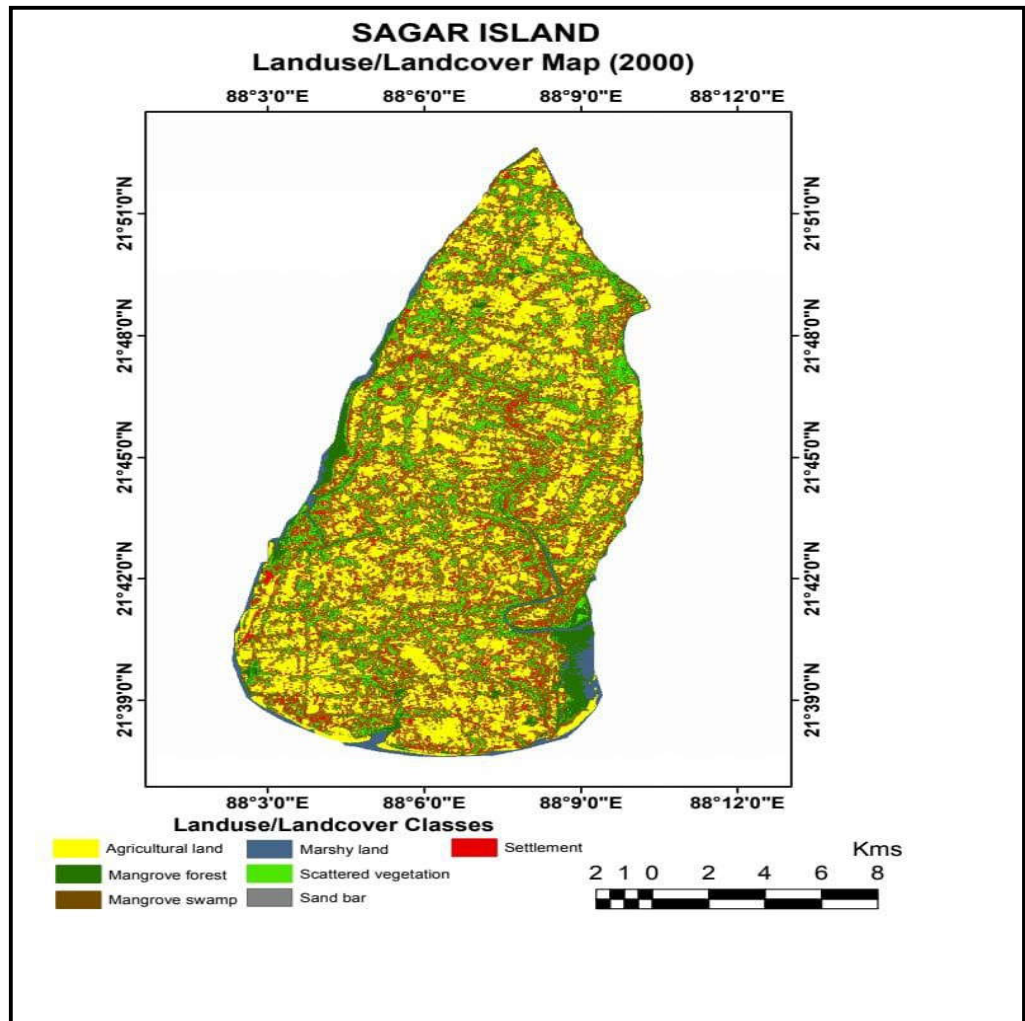 SAGAR ISLAND
Landuse/Landcover Map (2000)
88°3'0"E 88°6'0"E 88°9'0"E 88°12'0"E
21°51'0"N 21°51'0"N
21°48'0"N 21°48'0"N
21°45'0"N 21°45'0"N
21°42'0"N 21°42'0"N
21°39'0"N 21°39'0"N
88°3'0"E 88°6'0"E 88°9'0"E 88°12'0"E
Landuse/Landcover Classes
Agricultural land Marshy land Settlement
Mangrove forest Scattered vegetation
Mangrove swamp Sand bar
Kms
2 1 0 2 4 6 8